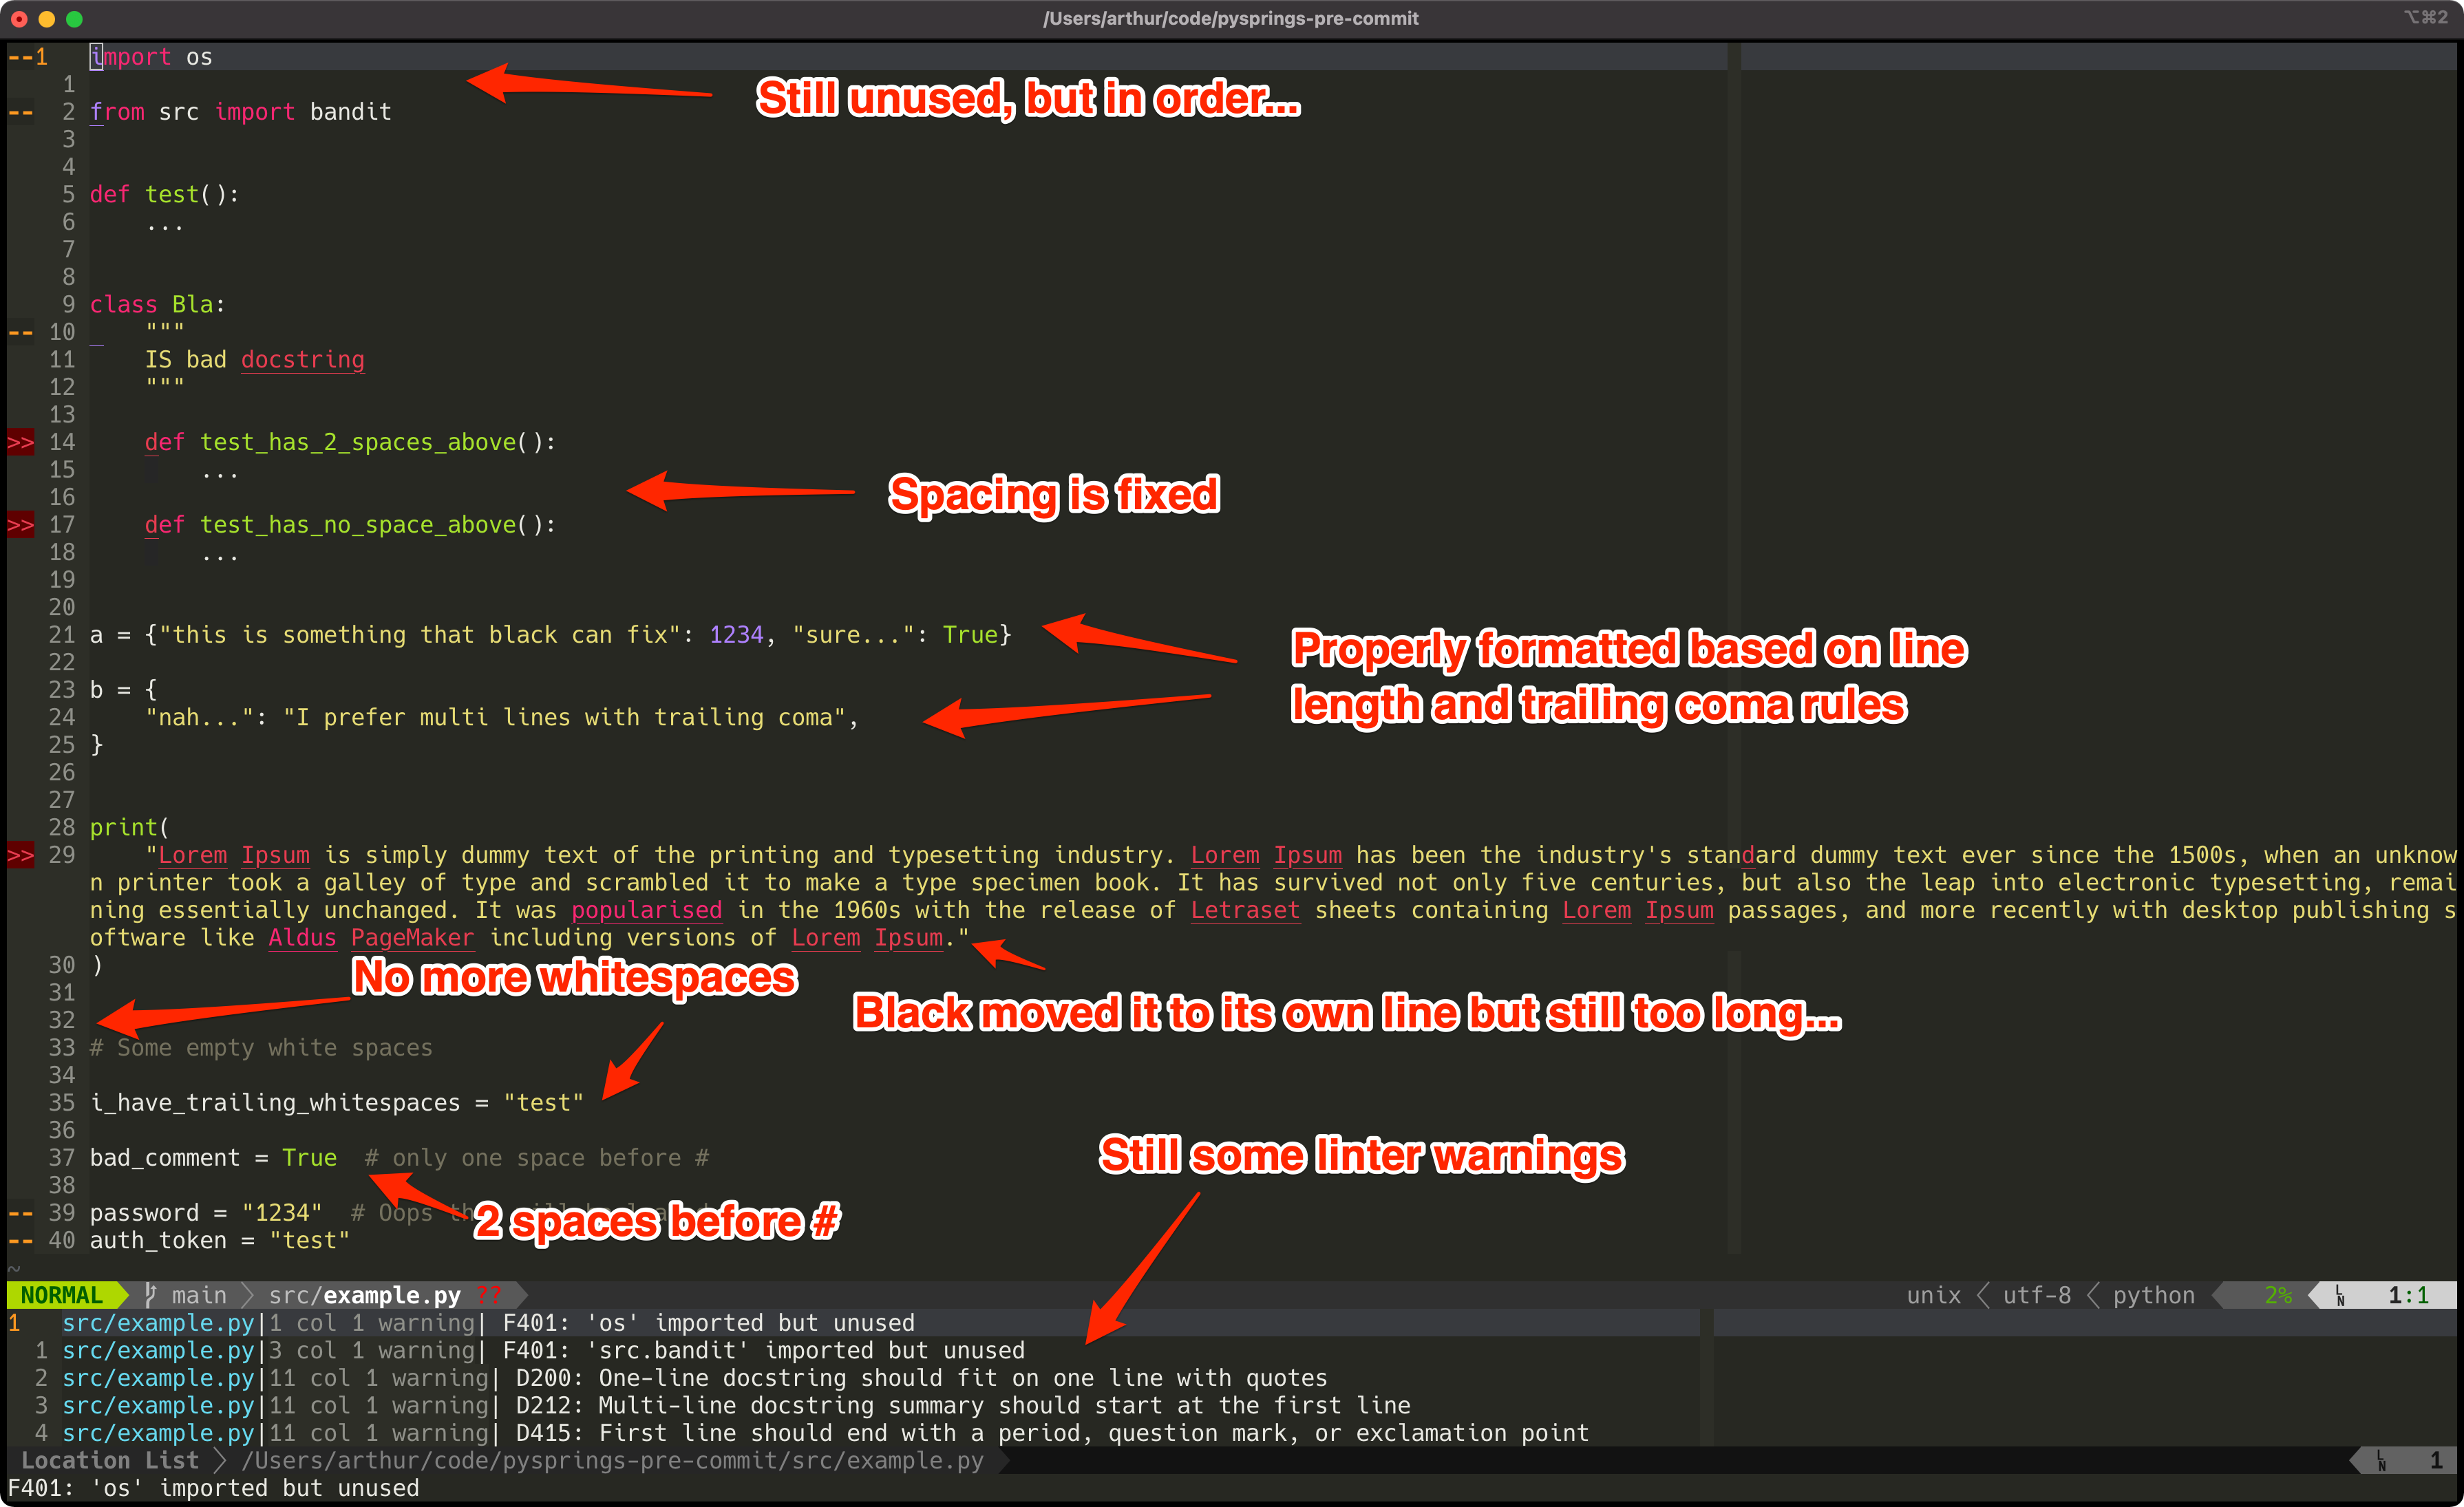 /Users/arthur/code/pysprings-pre-commit
⌥⌘2
--1 import os
1
-- 2 from src import bandit
3
4
5 def test():
6     ...
7
8
9 class Bla:
-- 10     """
11     IS bad docstring
12     """
13
>> 14     def test_has_2_spaces_above():
15         ...
16
>> 17     def test_has_no_space_above():
18         ...
19
20
21 a = {"this is something that black can fix": 1234, "sure...": True}
22
23 b = {
24     "nah...": "I prefer multi lines with trailing coma",
25 }
26
27
28 print(
>> 29     "Lorem Ipsum is simply dummy text of the printing and typesetting industry. Lorem Ipsum has been the industry's standard dummy text ever since the 1500s, when an unknow
n printer took a galley of type and scrambled it to make a type specimen book. It has survived not only five centuries, but also the leap into electronic typesetting, remai
ning essentially unchanged. It was popularised in the 1960s with the release of Letraset sheets containing Lorem Ipsum passages, and more recently with desktop publishing s
oftware like Aldus PageMaker including versions of Lorem Ipsum."
30 )
31
32
33 # Some empty white spaces
34
35 i_have_trailing_whitespaces = "test"
36
37 bad_comment = True  # only one space before #
38
-- 39 password = "1234"  # Oops
-- 40 auth_token = "test"
~
Still unused, but in order...
Spacing is fixed
Properly formatted based on line
length and trailing coma rules
No more whitespaces
Black moved it to its own line but still too long...
Still some linter warnings
2 spaces before #
NORMAL main src/example.py ?? unix utf-8 python 2% LN 1:1
1 src/example.py|1 col 1 warning| F401: 'os' imported but unused
1 src/example.py|3 col 1 warning| F401: 'src.bandit' imported but unused
2 src/example.py|11 col 1 warning| D200: One-line docstring should fit on one line with quotes
3 src/example.py|11 col 1 warning| D212: Multi-line docstring summary should start at the first line
4 src/example.py|11 col 1 warning| D415: First line should end with a period, question mark, or exclamation point
Location List /Users/arthur/code/pysprings-pre-commit/src/example.py LN 1
F401: 'os' imported but unused